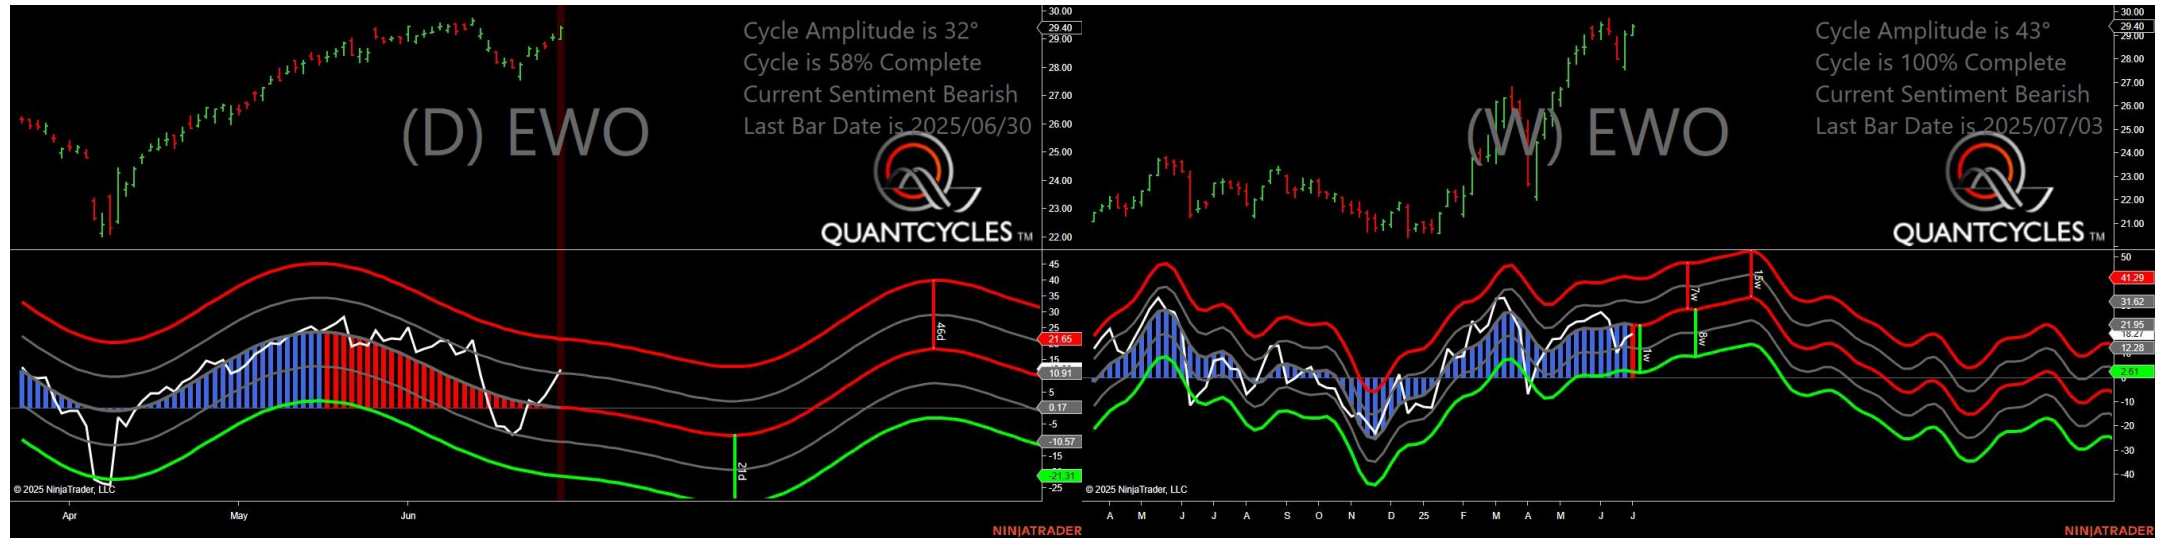 Cycle Amplitude is 32°
Cycle is 58% Complete
Current Sentiment Bearish
Last Bar Date is 2025/06/30
(D) EWO
QUANTCYCLES TM
30.00
29.40
29.00
28.00
27.00
26.00
25.00
24.00
23.00
22.00
45
40
35
30
25
21.65
15
10.91
5
0.17
-5
-10.57
-15
-21.31
-25
46d
21d
© 2025 NinjaTrader, LLC
Apr
May
Jun
NINJATRADER
Cycle Amplitude is 43°
Cycle is 100% Complete
Current Sentiment Bearish
Last Bar Date is 2025/07/03
(W) EWO
QUANTCYCLES TM
30.00
29.40
29.00
28.00
27.00
26.00
25.00
24.00
23.00
22.00
21.00
50
41.29
31.62
21.95
18.27
12.28
2.61
0
-10
-20
-30
-40
1w
7w
8w
15w
© 2025 NinjaTrader, LLC
A M J J A S O N D 25 F M A M J J
NINJATRADER